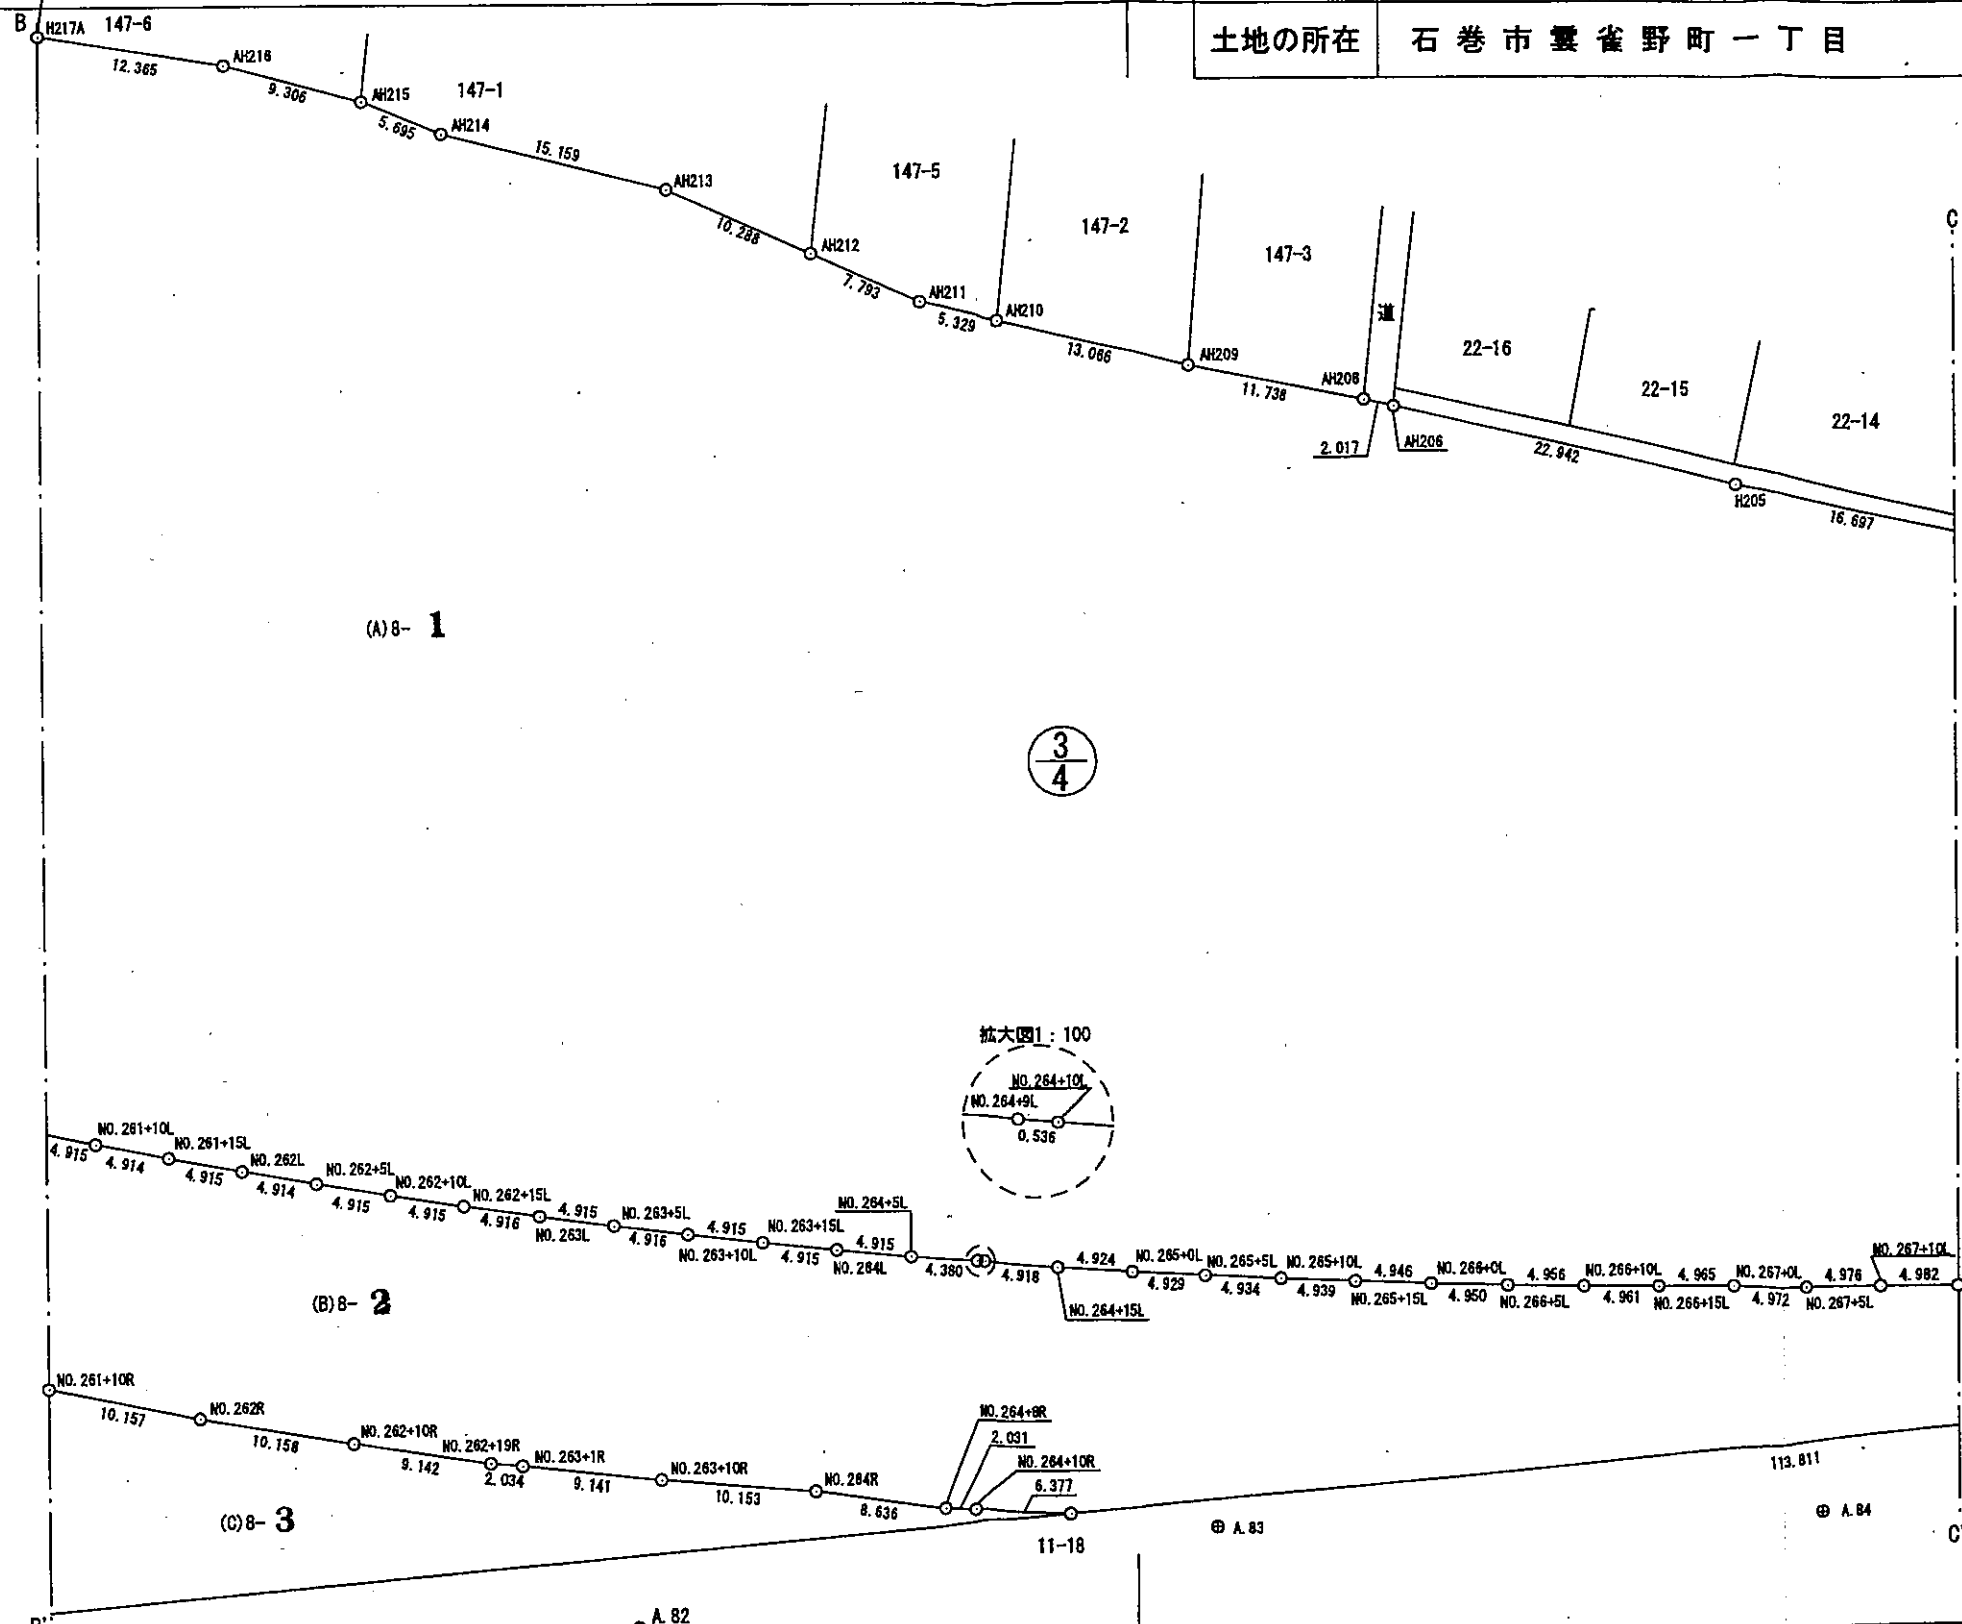 土地の所在 石巻市雲雀野町一丁目
B H217A 147-6
12.365
AH216
9.306
AH215
5.695
147-1
AH214
15.159
AH213
10.288
AH212
7.793
147-5
AH211
5.329
AH210
147-2
13.066
AH209
147-3
11.738
AH208
道
2.017
AH206
22-16
22.942
22-15
H205
22-14
16.697
C
(A)8- 1
3
4
拡大図1:100
NO.264+10L
NO.264+9L
0.536
4.915
NO.261+10L
4.914
NO.261+15L
4.915
NO.262L
4.914
NO.262+5L
4.915
NO.262+10L
4.915
NO.262+15L
4.916
NO.263L
4.915
NO.263+5L
4.916
NO.263+10L
4.915
NO.263+15L
4.915
NO.264L
4.915
NO.264+5L
4.380
4.918
NO.264+15L
4.924
NO.265+0L
4.929
NO.265+5L
4.934
NO.265+10L
4.939
NO.265+15L
4.946
NO.266+0L
4.950
NO.266+5L
4.956
NO.266+10L
4.961
NO.266+15L
4.965
NO.267+0L
4.972
NO.267+5L
4.976
NO.267+10L
4.982
(B)8- 2
NO.261+10R
10.157
NO.262R
10.158
NO.262+10R
9.142
NO.262+19R
2.034
NO.263+1R
9.141
NO.263+10R
10.153
NO.264R
8.636
NO.264+8R
2.031
NO.264+10R
6.377
113.811
(C)8- 3
11-18
A.83
A.84
C'
B'
A.82